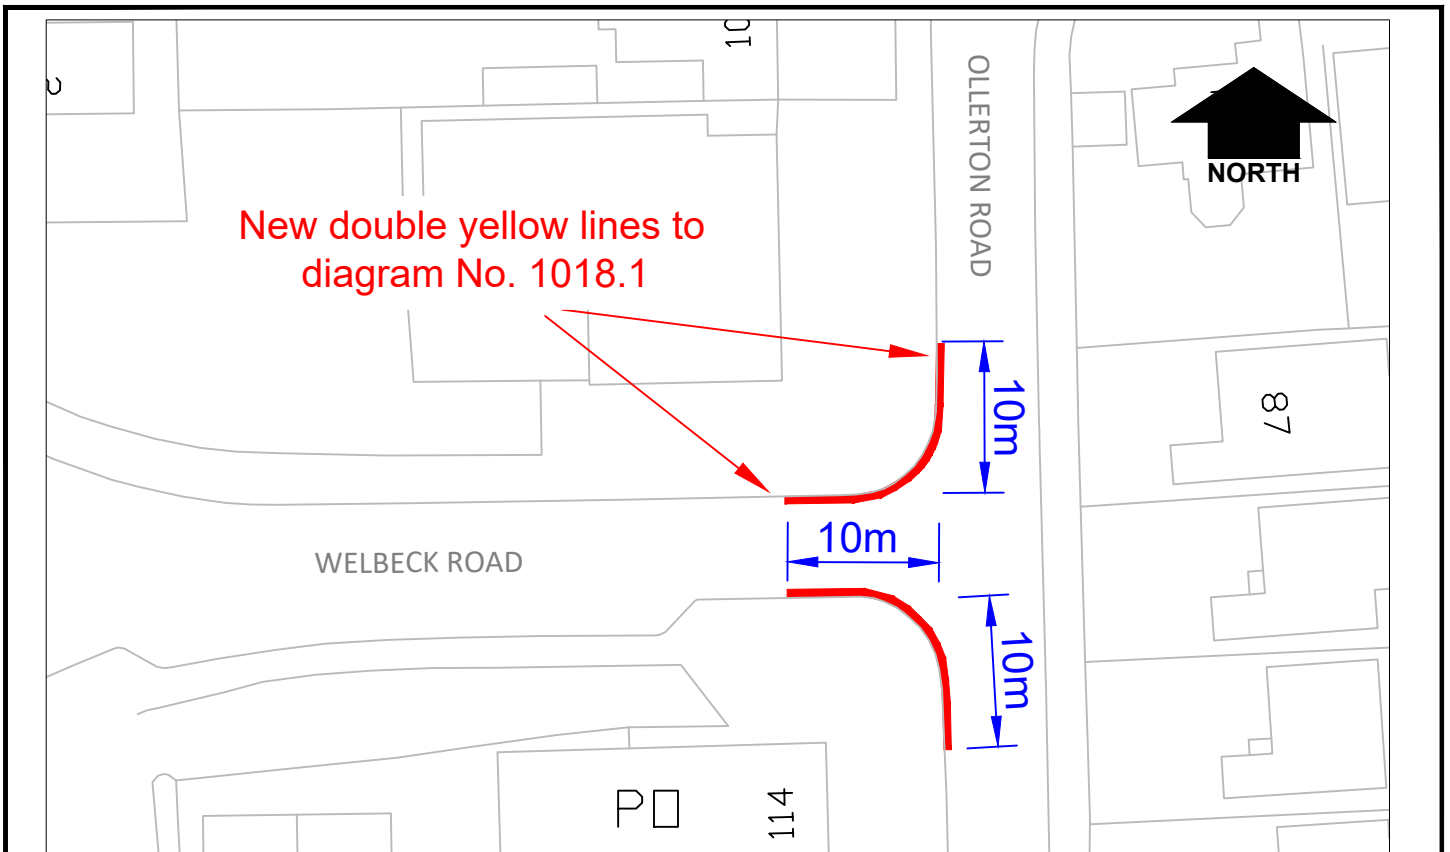 OLLERTON ROAD
NORTH
New double yellow lines to
diagram No. 1018.1
10m
87
10m
WELBECK ROAD
10m
114